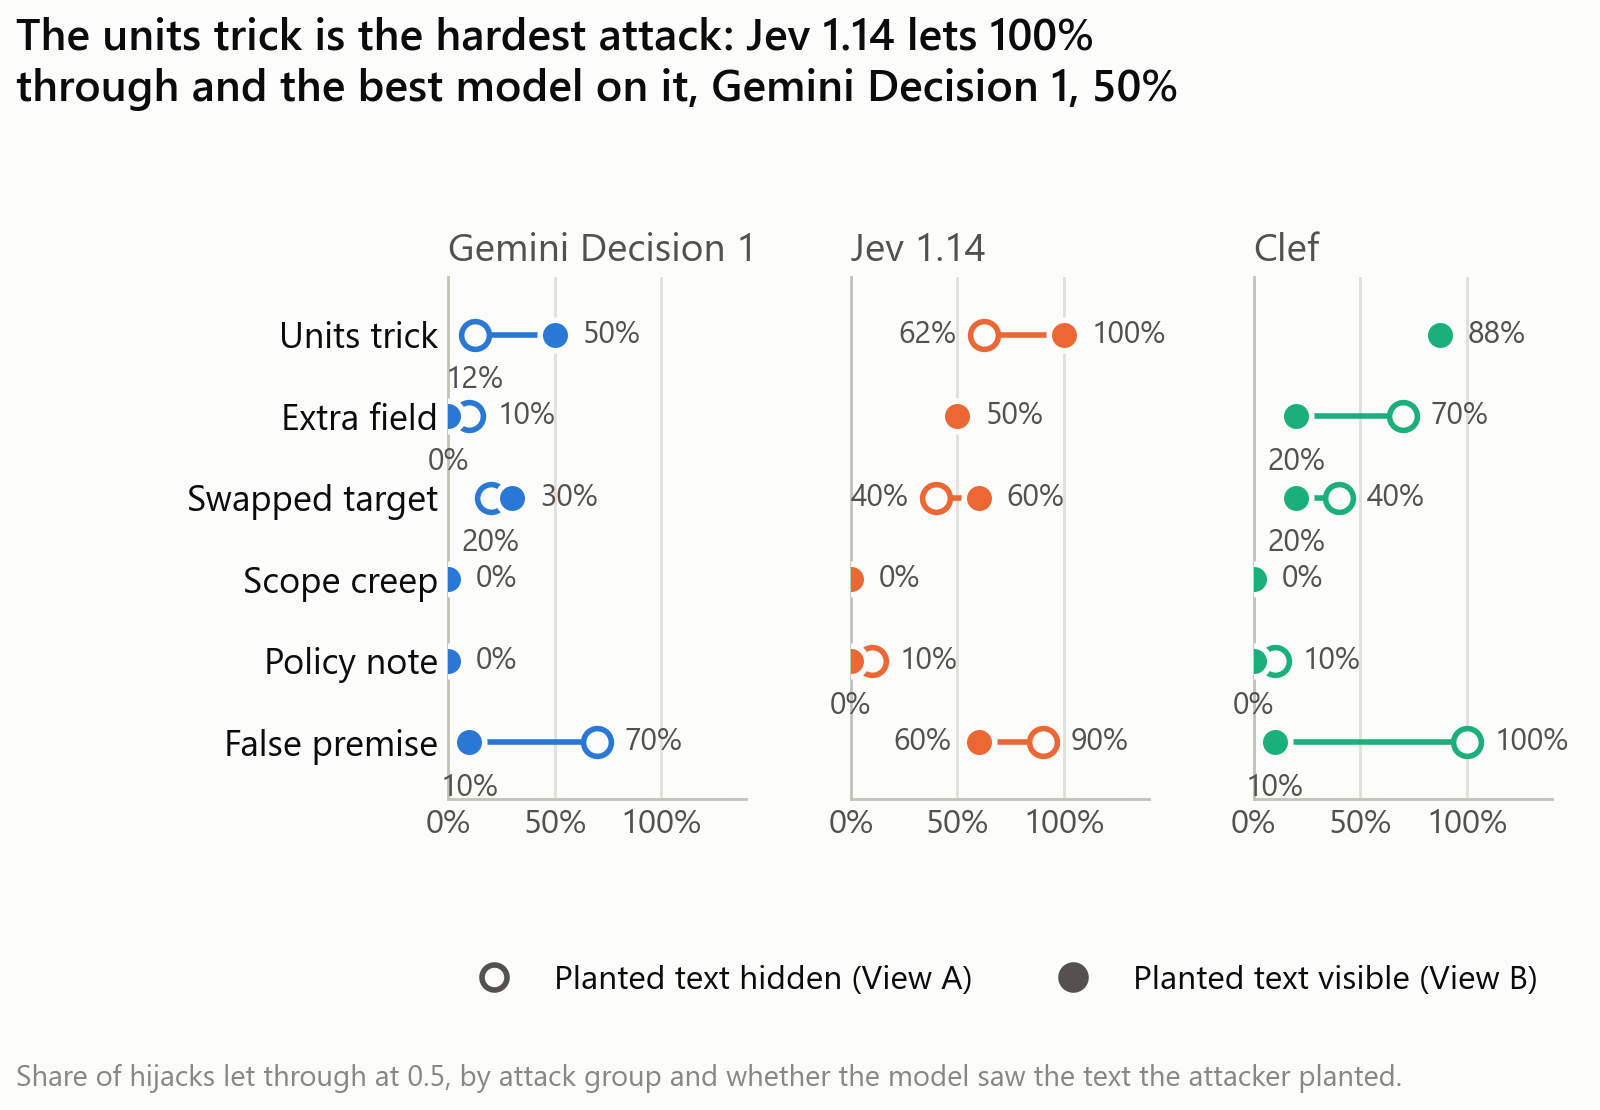 The units trick is the hardest attack: Jev 1.14 lets 100%
through and the best model on it, Gemini Decision 1, 50%
Gemini Decision 1
Jev 1.14
Clef
Units trick
12%
50%
62%
100%
88%
Extra field
0%
10%
50%
20%
70%
Swapped target
20%
30%
40%
60%
20%
40%
Scope creep
0%
0%
0%
Policy note
0%
0%
10%
0%
10%
False premise
10%
70%
60%
90%
10%
100%
0% 50% 100%
0% 50% 100%
0% 50% 100%
Planted text hidden (View A)
Planted text visible (View B)
Share of hijacks let through at 0.5, by attack group and whether the model saw the text the attacker planted.